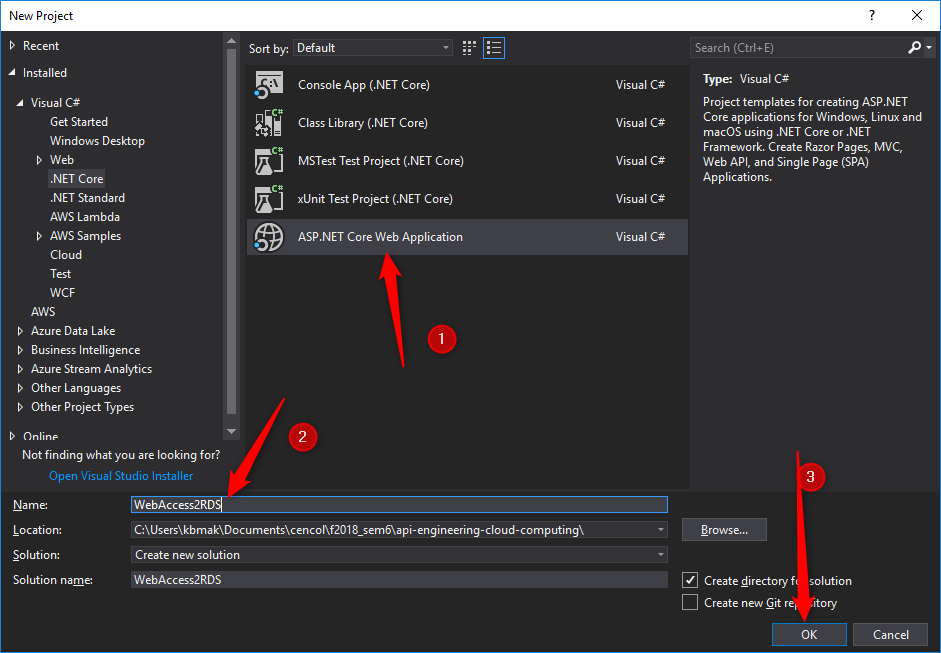 New Project
?
Recent
Installed
Visual C#
Get Started
Windows Desktop
Web
.NET Core
.NET Standard
AWS Lambda
AWS Samples
Cloud
Test
WCF
AWS
Azure Data Lake
Business Intelligence
Azure Stream Analytics
Other Languages
Other Project Types
Online
Not finding what you are looking for?
Open Visual Studio Installer
Sort by: Default
Search (Ctrl+E)
Console App (.NET Core) Visual C#
Class Library (.NET Core) Visual C#
MSTest Test Project (.NET Core) Visual C#
xUnit Test Project (.NET Core) Visual C#
ASP.NET Core Web Application Visual C#
1
2
3
Type: Visual C#
Project templates for creating ASP.NET
Core applications for Windows, Linux and
macOS using .NET Core or .NET
Framework. Create Razor Pages, MVC,
Web API, and Single Page (SPA)
Applications.
Name: WebAccess2RDS
Location: C:\Users\kbmak\Documents\cencol\f2018_sem6\api-engineering-cloud-computing\
Browse...
Solution: Create new solution
Solution name: WebAccess2RDS
Create directory for solution
Create new Git repository
OK
Cancel